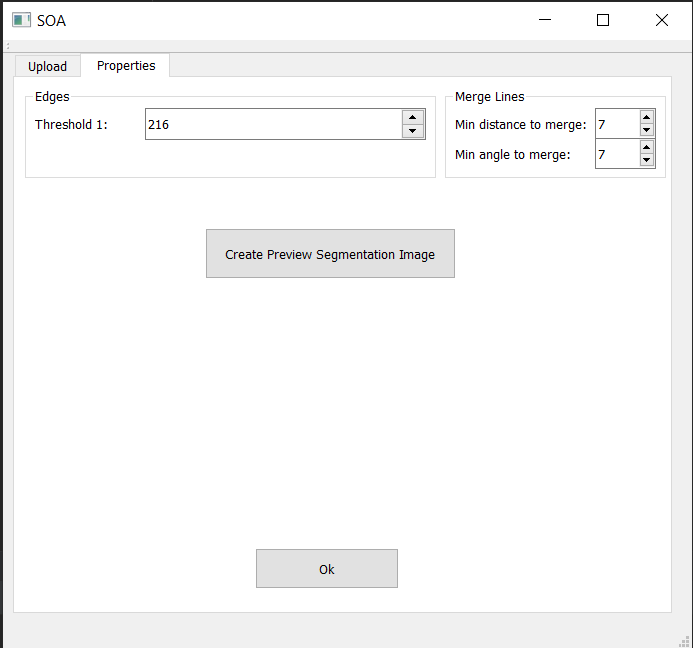 SOA
Upload Properties
Edges
Threshold 1: 216
Merge Lines
Min distance to merge: 7
Min angle to merge: 7
Create Preview Segmentation Image
Ok